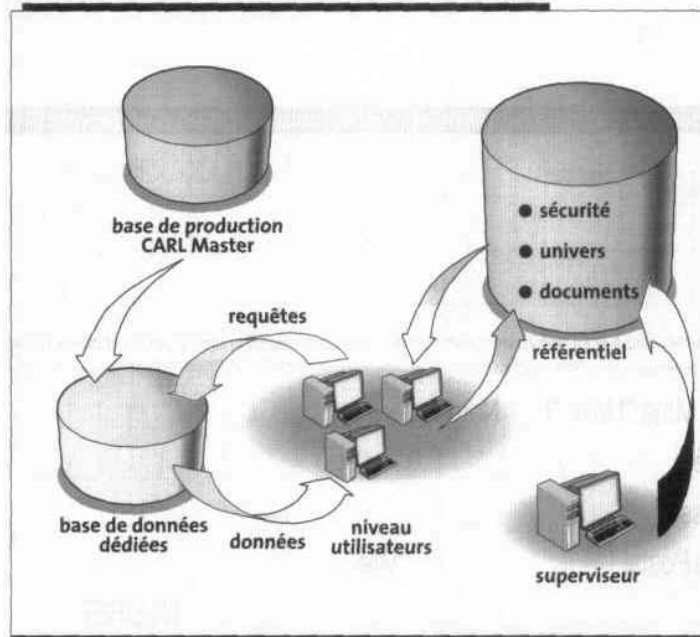 base de production
CARL Master
● sécurité
● univers
● documents
référentiel
requêtes
base de données
dédiées
données
niveau
utilisateurs
superviseur